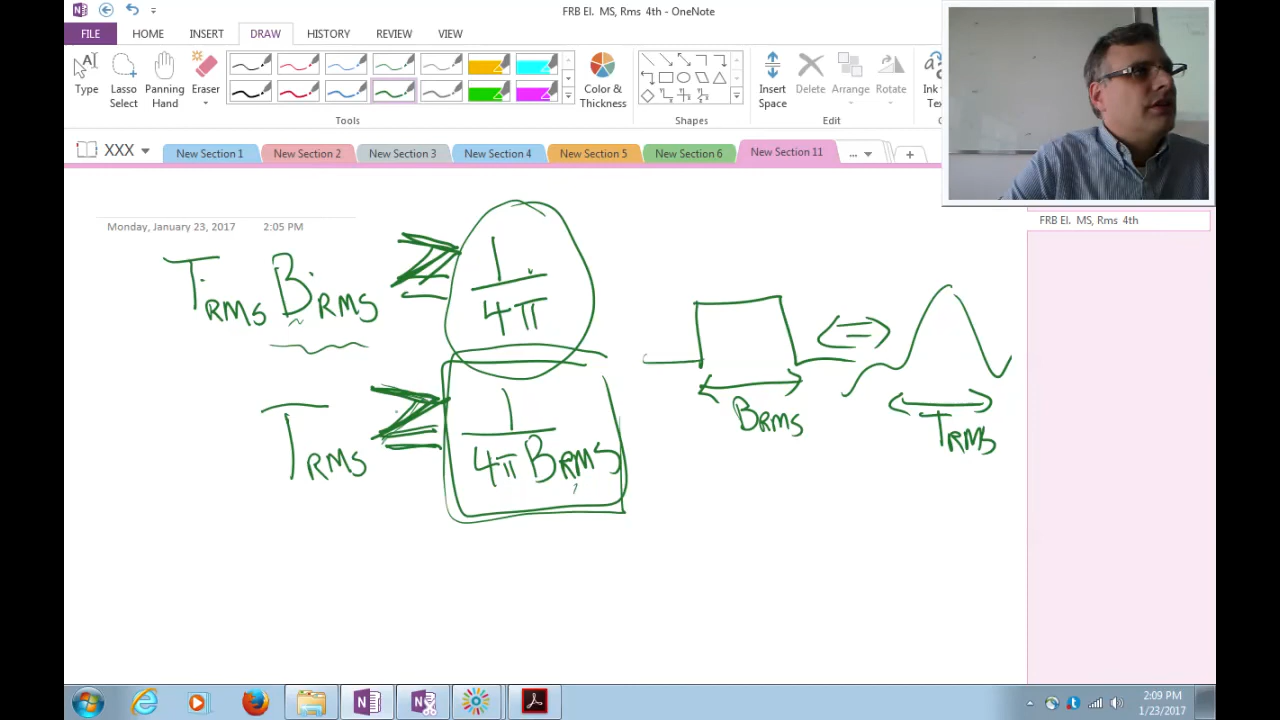 FRB El. MS, Rms 4th - OneNote
FILE HOME INSERT DRAW HISTORY REVIEW VIEW
Type
Lasso Select
Panning Hand
Eraser
Color & Thickness
Insert Space
Delete
Arrange
Rotate
Ink to
Tools
Shapes
Edit
XXX
New Section 1 New Section 2 New Section 3 New Section 4 New Section 5 New Section 6 New Section 11 ...
FRB El. MS, Rms 4th
Monday, January 23, 2017 2:05 PM
TRMS BRMS ≥ 1/4π
TRMS ≥ 1/4π BRMS
BRMS
TRMS
2:09 PM
1/23/2017